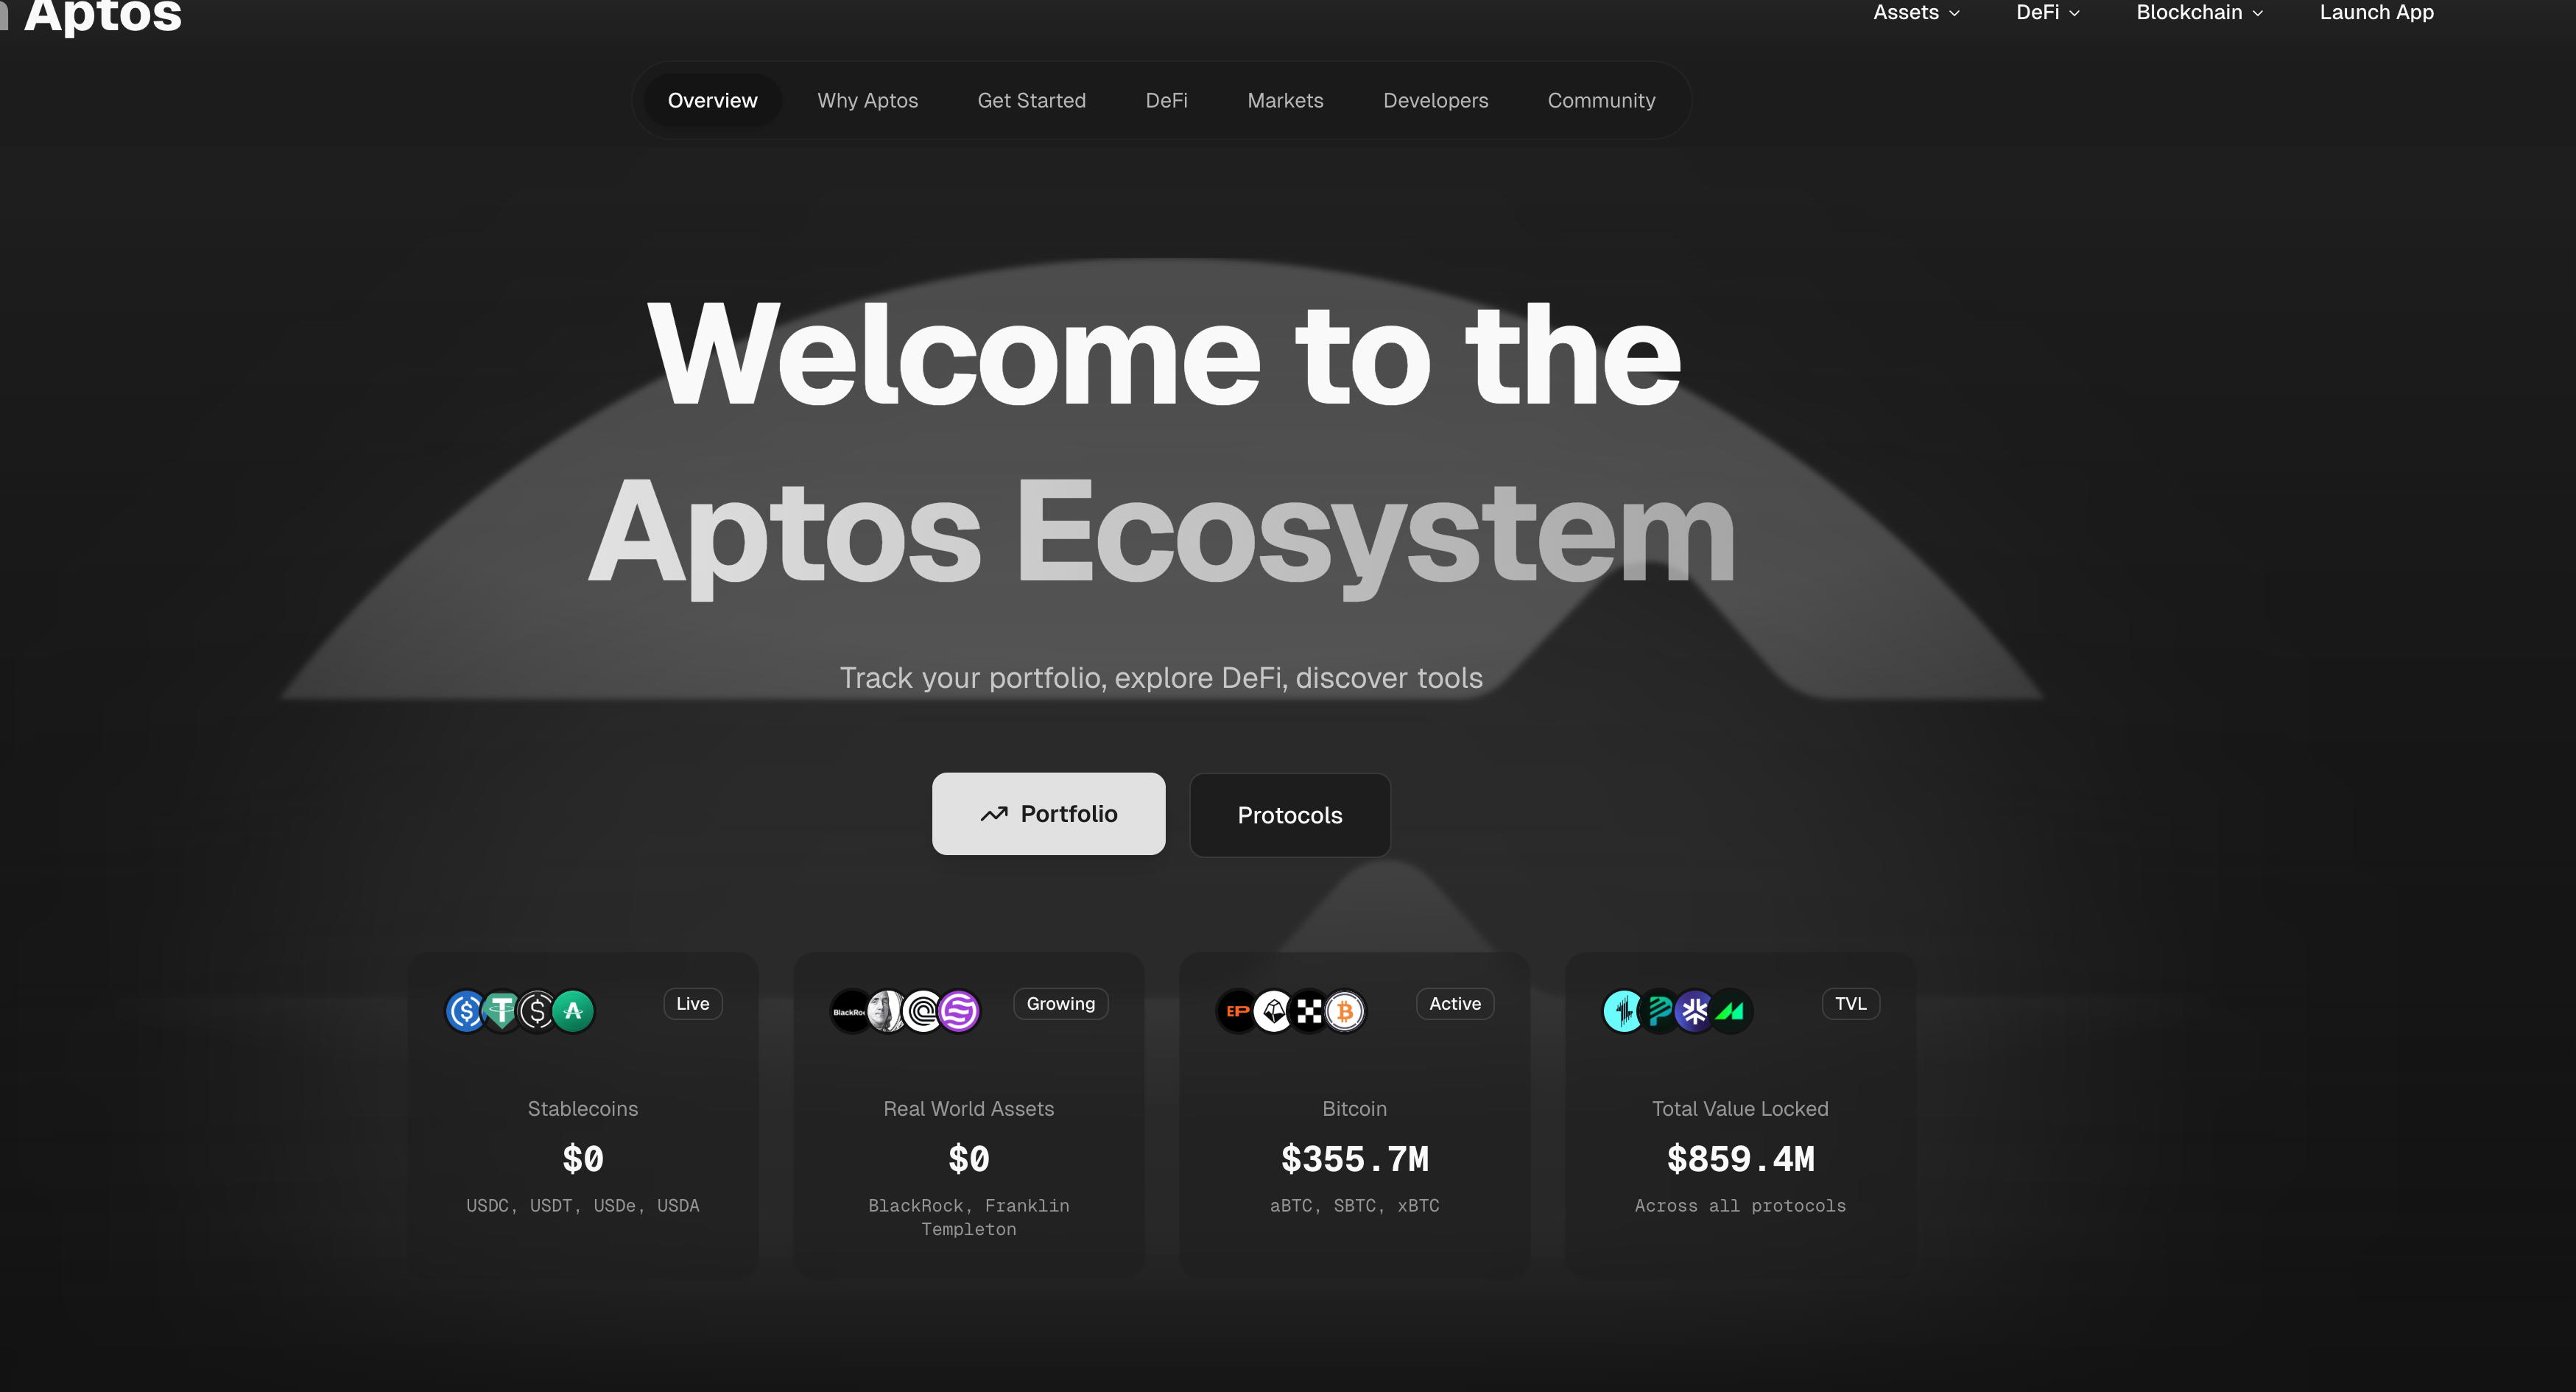 Aptos
Assets DeFi Blockchain Launch App
Overview Why Aptos Get Started DeFi Markets Developers Community
Welcome to the
Aptos Ecosystem
Track your portfolio, explore DeFi, discover tools
Portfolio Protocols
Live
Stablecoins
$0
USDC, USDT, USDe, USDA
BlackRoc
Growing
Real World Assets
$0
BlackRock, Franklin
Templeton
EP
Active
Bitcoin
$355.7M
aBTC, SBTC, xBTC
TVL
Total Value Locked
$859.4M
Across all protocols